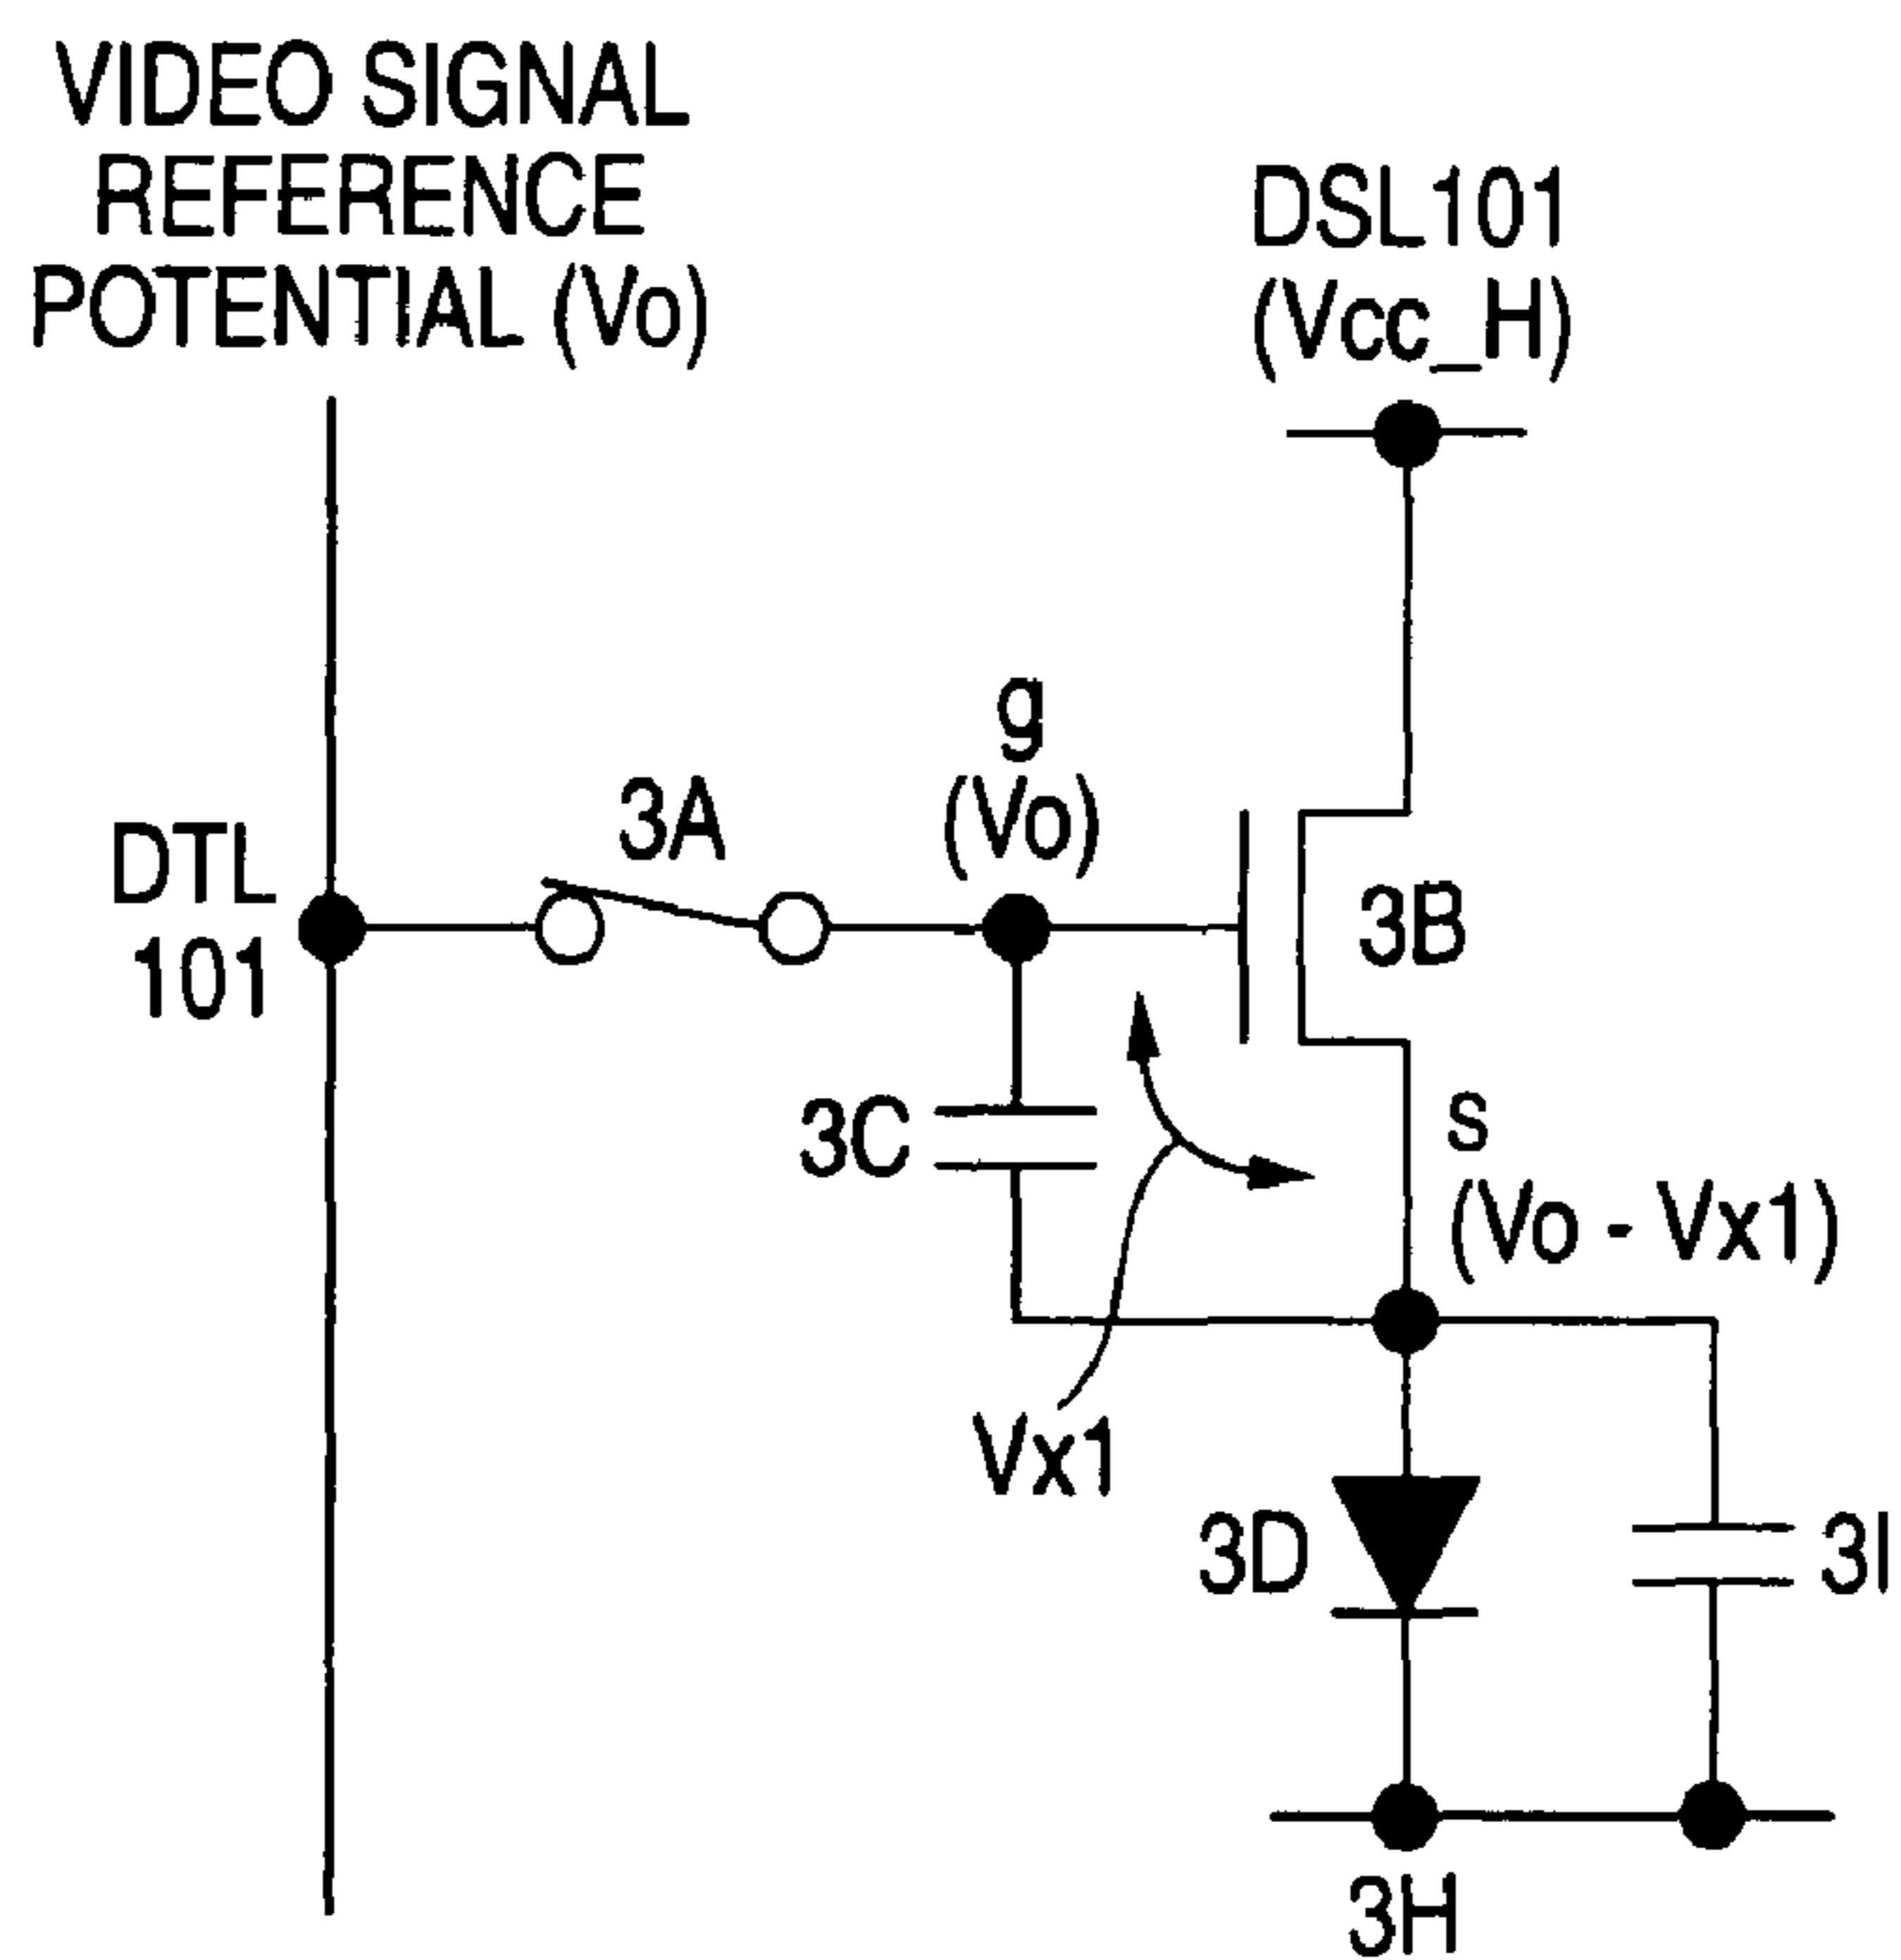 VIDEO SIGNAL
REFERENCE
POTENTIAL (Vo)
DSL101
(Vcc_H)
g
(Vo)
3A
DTL
101
3B
3C
s
(Vo - Vx1)
Vx1
3D
3I
3H